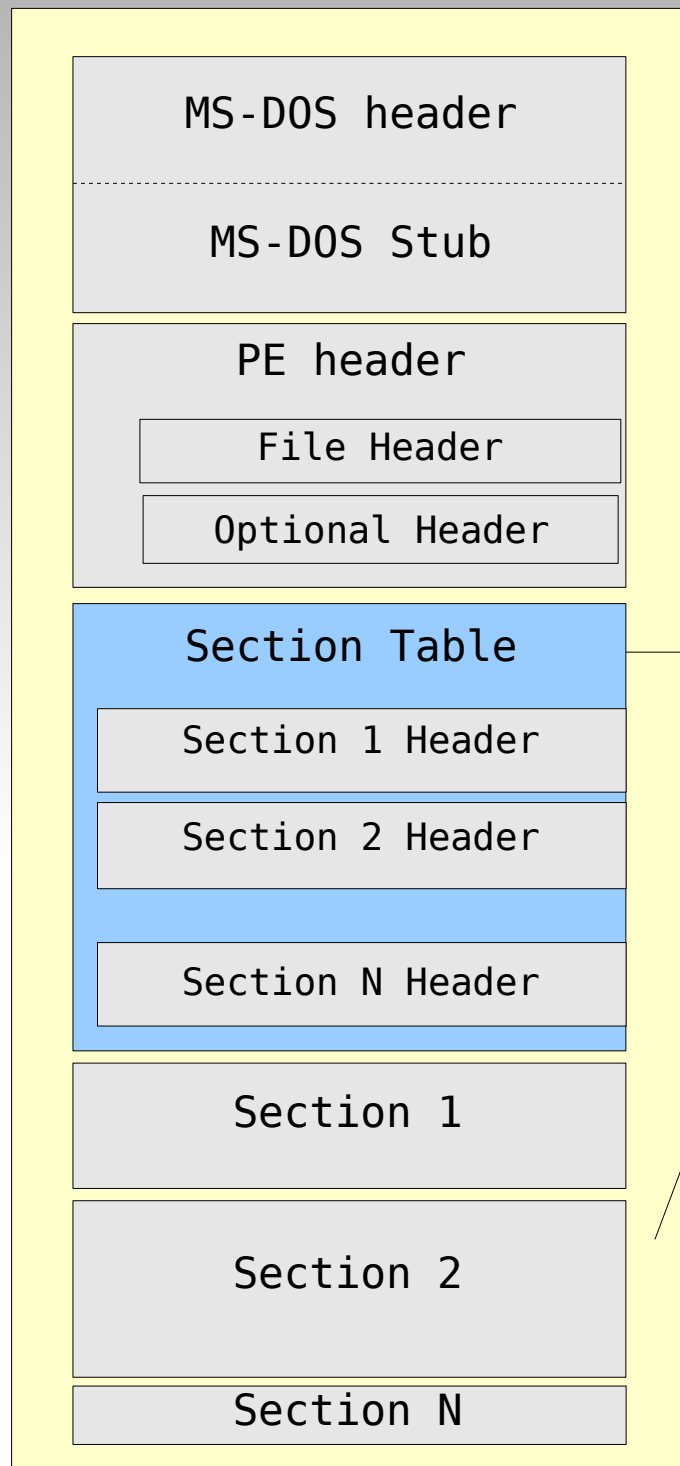 MS-DOS header
MS-DOS Stub
PE header
File Header
Optional Header
Section Table
Section 1 Header
Section 2 Header
Section N Header
Section 1
Section 2
Section N